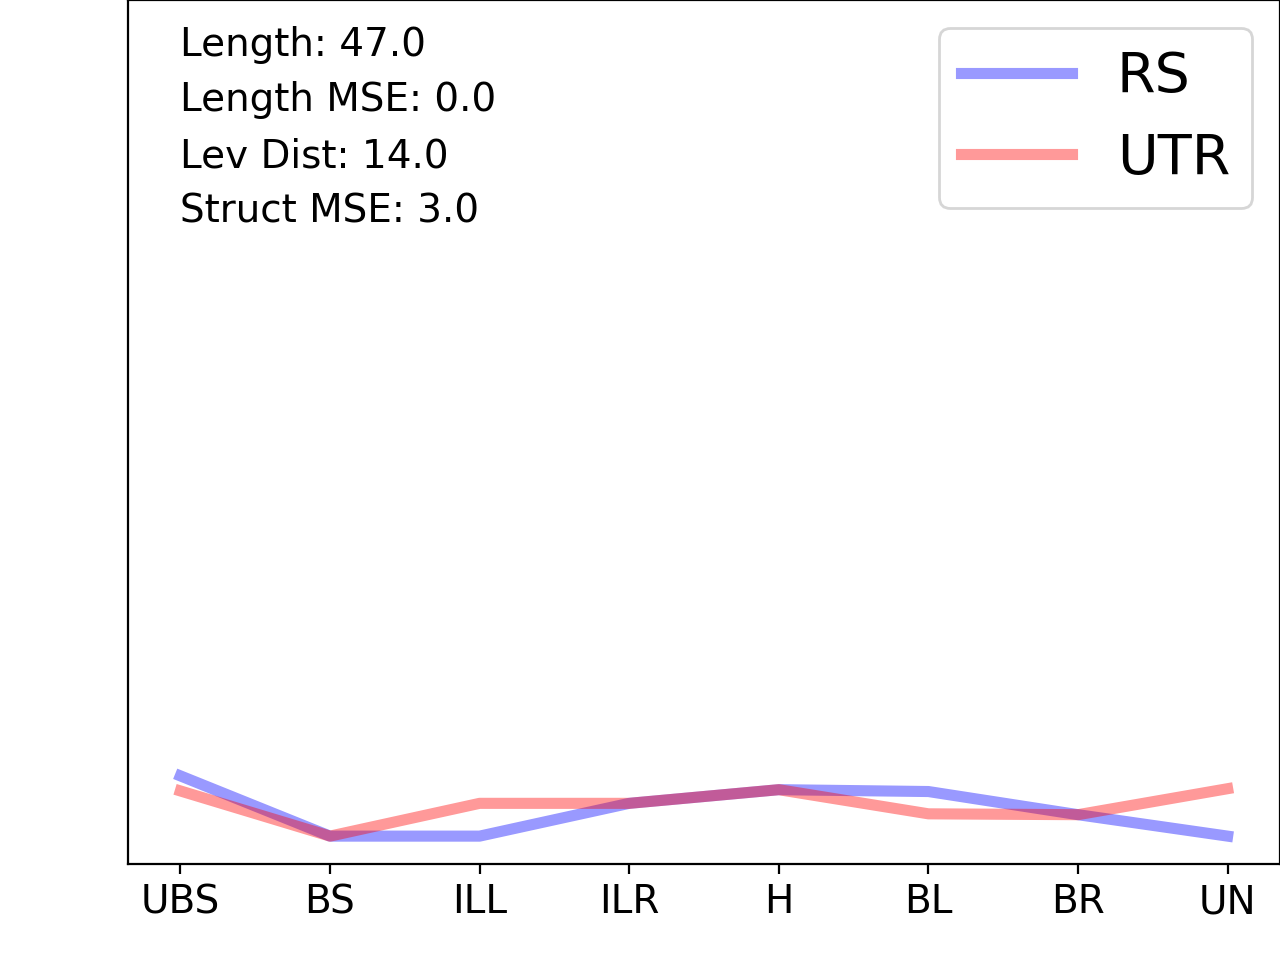 Length: 47.0
Length MSE: 0.0
Lev Dist: 14.0
Struct MSE: 3.0
RS
UTR
UBS BS ILL ILR H BL BR UN